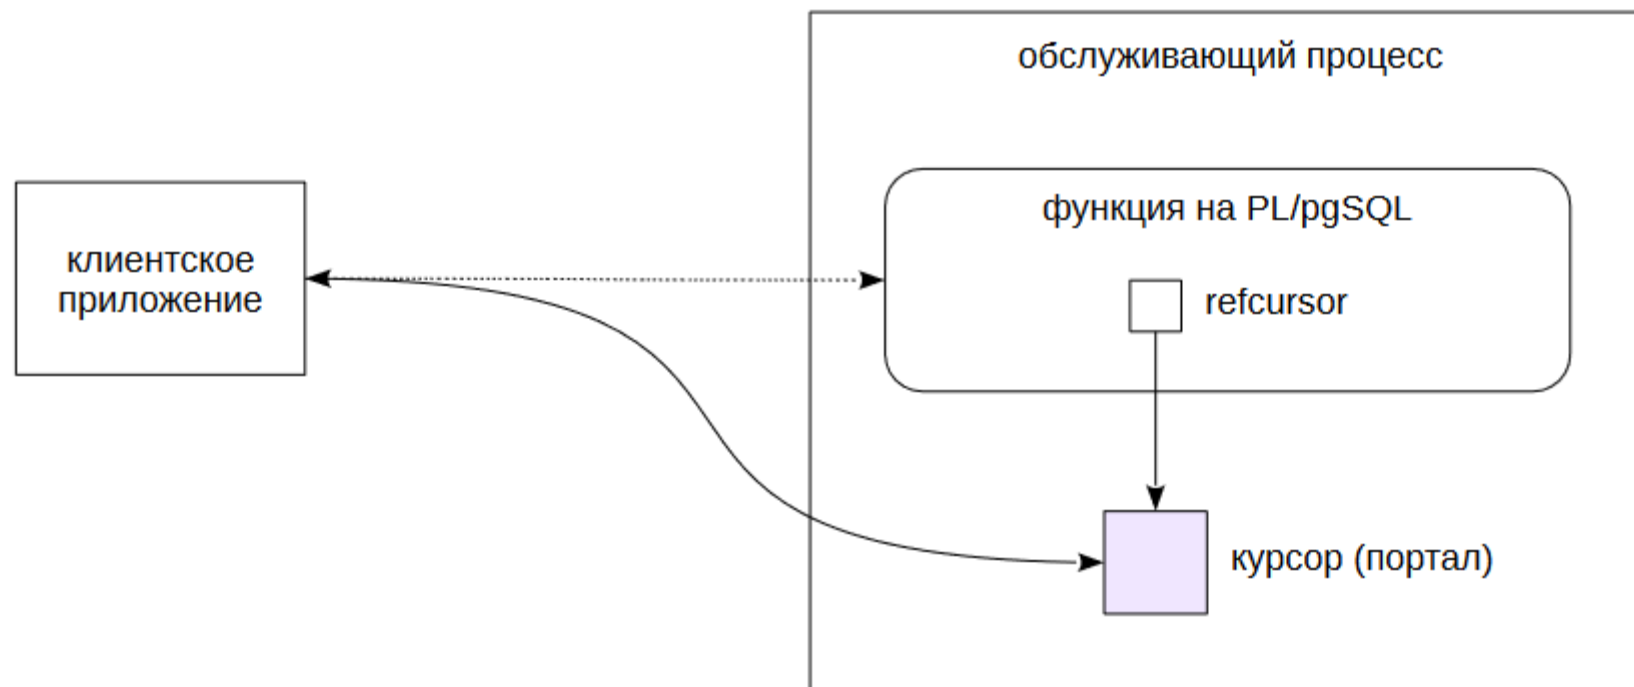 обслуживающий процесс
функция на PL/pgSQL
клиентское
приложение
refcursor
курсор (портал)